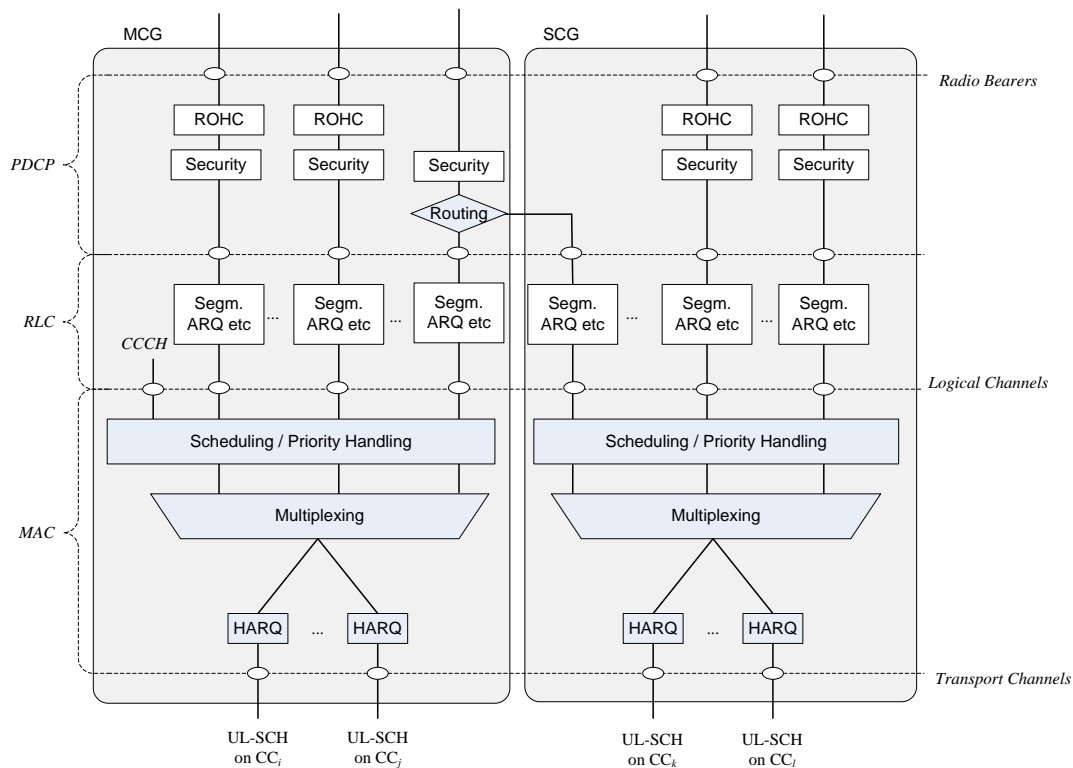 MCG
SCG
Radio Bearers
ROHC
ROHC
ROHC
ROHC
PDCP
Security
Security
Security
Security
Security
Routing
RLC
Segm.
ARQ etc
...
Segm.
ARQ etc
...
Segm.
ARQ etc
Segm.
ARQ etc
...
Segm.
ARQ etc
...
Segm.
ARQ etc
CCCH
Logical Channels
Scheduling / Priority Handling
Scheduling / Priority Handling
MAC
Multiplexing
Multiplexing
HARQ
...
HARQ
HARQ
...
HARQ
Transport Channels
UL-SCH
on CCi
UL-SCH
on CCj
UL-SCH
on CCk
UL-SCH
on CCl